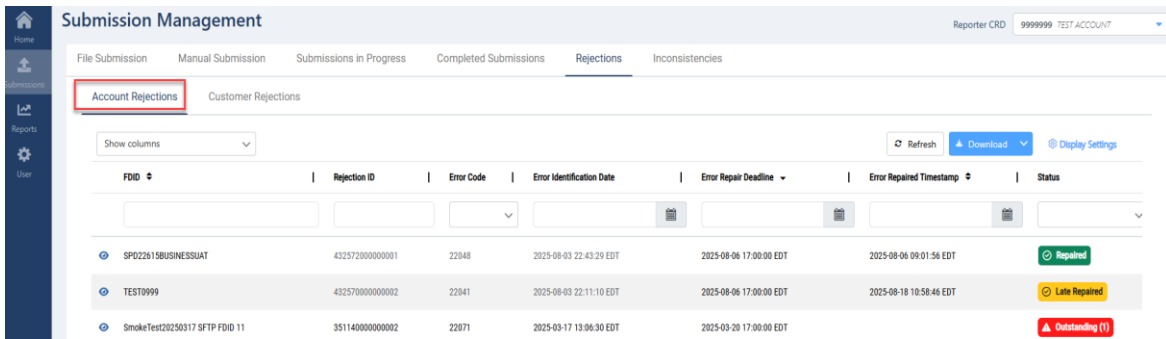 Submission Management
Reporter CRD 9999999 TEST ACCOUNT
Home
Submissions
Reports
User
File Submission Manual Submission Submissions in Progress Completed Submissions Rejections Inconsistencies
Account Rejections Customer Rejections
Show columns Refresh Download Display Settings
FDID Rejection ID Error Code Error Identification Date Error Repair Deadline Error Repaired Timestamp Status
SPD22615BUSINESSUAT 432572000000001 22048 2025-08-03 22:43:29 EDT 2025-08-06 17:00:00 EDT 2025-08-06 09:01:56 EDT Repaired
TEST0999 432570000000002 22041 2025-08-03 22:11:10 EDT 2025-08-06 17:00:00 EDT 2025-08-18 10:58:46 EDT Late Repaired
SmokeTest20250317 SFTP FDID 11 351140000000002 22071 2025-03-17 13:06:30 EDT 2025-03-20 17:00:00 EDT Outstanding (1)